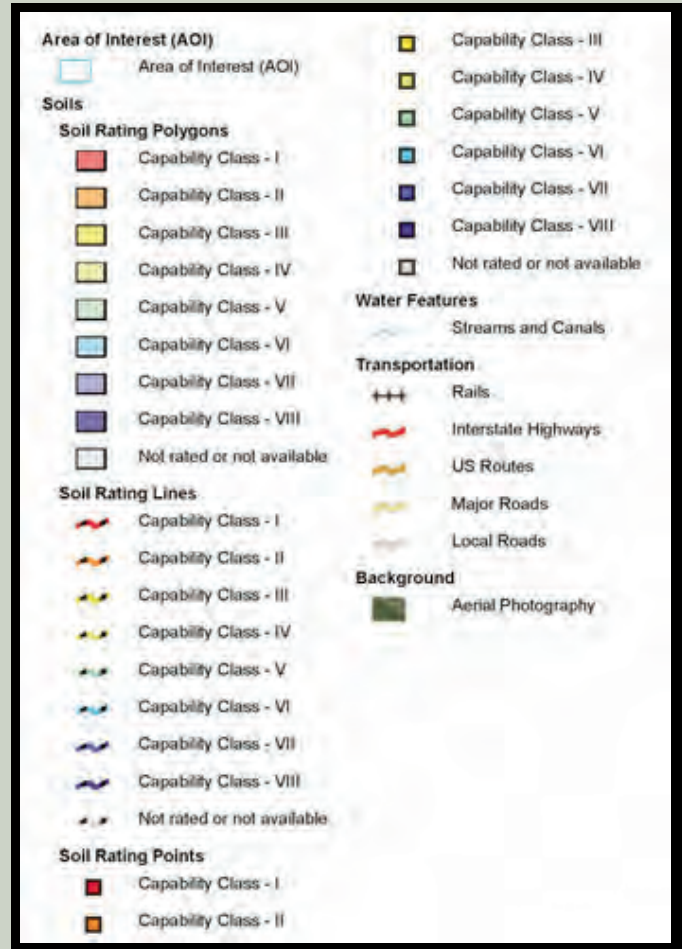 Area of Interest (AOI)
Area of Interest (AOI)
Soils
Soil Rating Polygons
Capability Class - I
Capability Class - II
Capability Class - III
Capability Class - IV
Capability Class - V
Capability Class - VI
Capability Class - VII
Capability Class - VIII
Not rated or not available
Soil Rating Lines
Capability Class - I
Capability Class - II
Capability Class - III
Capability Class - IV
Capability Class - V
Capability Class - VI
Capability Class - VII
Capability Class - VIII
Not rated or not available
Soil Rating Points
Capability Class - I
Capability Class - II
Capability Class - III
Capability Class - IV
Capability Class - V
Capability Class - VI
Capability Class - VII
Capability Class - VIII
Not rated or not available
Water Features
Streams and Canals
Transportation
Rails
Interstate Highways
US Routes
Major Roads
Local Roads
Background
Aerial Photography